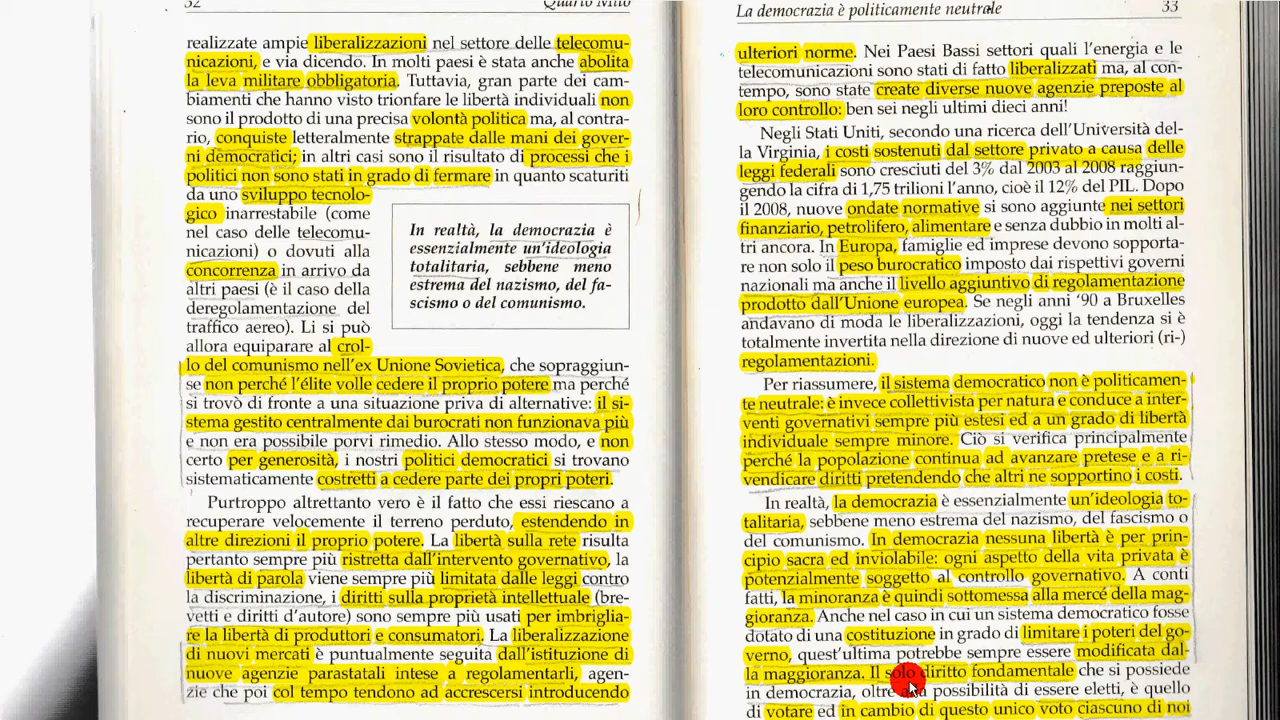 32
Quarto Mito
realizzate ampie liberalizzazioni nel settore delle telecomu-
nicazioni, e via dicendo. In molti paesi è stata anche abolita
la leva militare obbligatoria. Tuttavia, gran parte dei cam-
biamenti che hanno visto trionfare le libertà individuali non
sono il prodotto di una precisa volontà politica ma, al contra-
rio, conquiste letteralmente strappate dalle mani dei gover-
ni democratici; in altri casi sono il risultato di processi che i
politici non sono stati in grado di fermare in quanto scaturiti
da uno sviluppo tecnolo-
gico inarrestabile (come
nel caso delle telecomu-
nicazioni) o dovuti alla
concorrenza in arrivo da
altri paesi (è il caso della
deregolamentazione del
traffico aereo). Li si può
allora equiparare al crol-
In realtà, la democrazia è
essenzialmente un'ideologia
totalitaria, sebbene meno
estrema del nazismo, del fa-
scismo o del comunismo.
lo del comunismo nell'ex Unione Sovietica, che sopraggiun-
se non perché l'élite volle cedere il proprio potere ma perché
si trovò di fronte a una situazione priva di alternative: il si-
stema gestito centralmente dai burocrati non funzionava più
e non era possibile porvi rimedio. Allo stesso modo, e non
certo per generosità, i nostri politici democratici si trovano
sistematicamente costretti a cedere parte dei propri poteri.
Purtroppo altrettanto vero è il fatto che essi riescano a
recuperare velocemente il terreno perduto, estendendo in
altre direzioni il proprio potere. La libertà sulla rete risulta
pertanto sempre più ristretta dall'intervento governativo, la
libertà di parola viene sempre più limitata dalle leggi contro
la discriminazione, i diritti sulla proprietà intellettuale (bre-
vetti e diritti d'autore) sono sempre più usati per imbriglia-
re la libertà di produttori e consumatori. La liberalizzazione
di nuovi mercati è puntualmente seguita dall'istituzione di
nuove agenzie parastatali intese a regolamentarli, agen-
zie che poi col tempo tendono ad accrescersi introducendo
La democrazia è politicamente neutrale
33
ulteriori norme. Nei Paesi Bassi settori quali l'energia e le
telecomunicazioni sono stati di fatto liberalizzati ma, al con-
tempo, sono state create diverse nuove agenzie preposte al
loro controllo: ben sei negli ultimi dieci anni!
Negli Stati Uniti, secondo una ricerca dell'Università del-
la Virginia, i costi sostenuti dal settore privato a causa delle
leggi federali sono cresciuti del 3% dal 2003 al 2008 raggiun-
gendo la cifra di 1,75 trilioni l'anno, cioè il 12% del PIL. Dopo
il 2008, nuove ondate normative si sono aggiunte nei settori
finanziario, petrolifero, alimentare e senza dubbio in molti al-
tri ancora. In Europa, famiglie ed imprese devono sopporta-
re non solo il peso burocratico imposto dai rispettivi governi
nazionali ma anche il livello aggiuntivo di regolamentazione
prodotto dall'Unione europea. Se negli anni '90 a Bruxelles
andavano di moda le liberalizzazioni, oggi la tendenza si è
totalmente invertita nella direzione di nuove ed ulteriori (ri-)
regolamentazioni.
Per riassumere, il sistema democratico non è politicamen-
te neutrale: è invece collettivista per natura e conduce a inter-
venti governativi sempre più estesi ed a un grado di libertà
individuale sempre minore. Ciò si verifica principalmente
perché la popolazione continua ad avanzare pretese e a ri-
vendicare diritti pretendendo che altri ne sopportino i costi.
In realtà, la democrazia è essenzialmente un'ideologia to-
talitaria, sebbene meno estrema del nazismo, del fascismo o
del comunismo. In democrazia nessuna libertà è per prin-
cipio sacra ed inviolabile: ogni aspetto della vita privata è
potenzialmente soggetto al controllo governativo. A conti
fatti, la minoranza è quindi sottomessa alla mercé della mag-
gioranza. Anche nel caso in cui un sistema democratico fosse
dotato di una costituzione in grado di limitare i poteri del go-
verno, quest'ultima potrebbe sempre essere modificata dal-
la maggioranza. Il solo diritto fondamentale che si possiede
in democrazia, oltre alla possibilità di essere eletti, è quello
di votare ed in cambio di questo unico voto ciascuno di noi